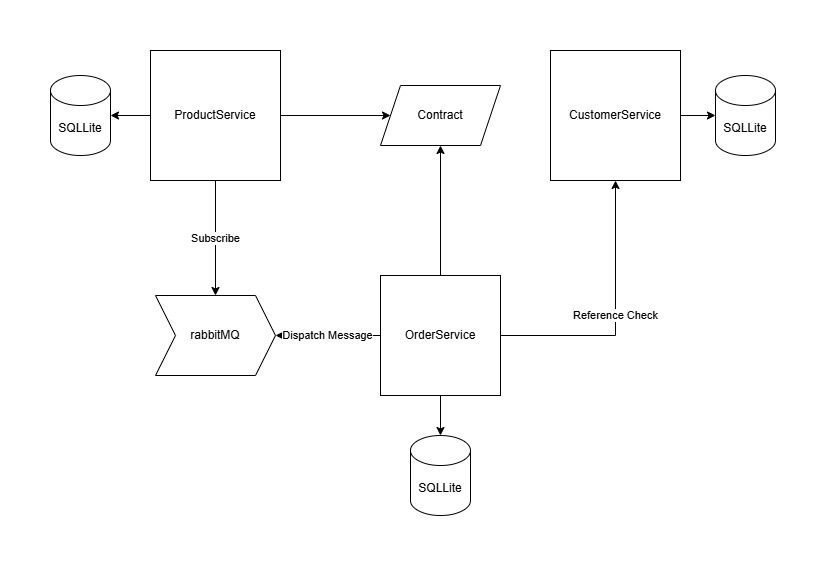 ProductService
Contract
CustomerService
SQLLite
SQLLite
Subscribe
Reference Check
rabbitMQ
Dispatch Message
OrderService
SQLLite